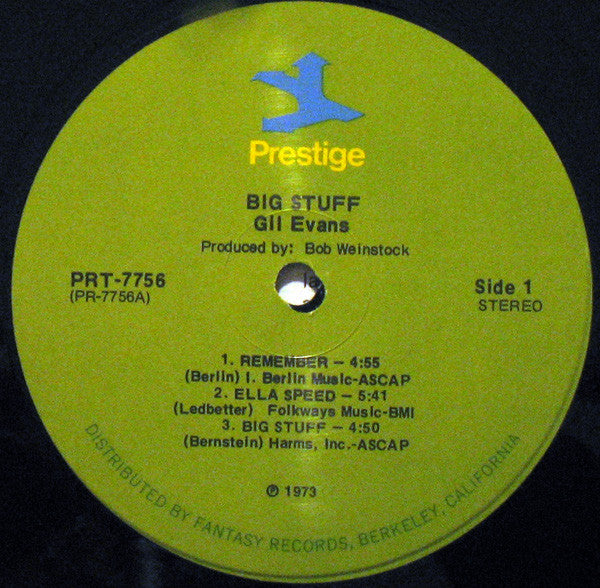 Prestige
BIG STUFF
Gil Evans
Produced by: Bob Weinstock
PRT-7756
(PR-7756A)
Side 1
STEREO
1. REMEMBER — 4:55
(Berlin) I. Berlin Music-ASCAP
2. ELLA SPEED — 5:41
(Ledbetter) Folkways Music-BMI
3. BIG STUFF — 4:50
(Bernstein) Harms, Inc.-ASCAP
℗ 1973
DISTRIBUTED BY FANTASY RECORDS, BERKELEY, CALIFORNIA